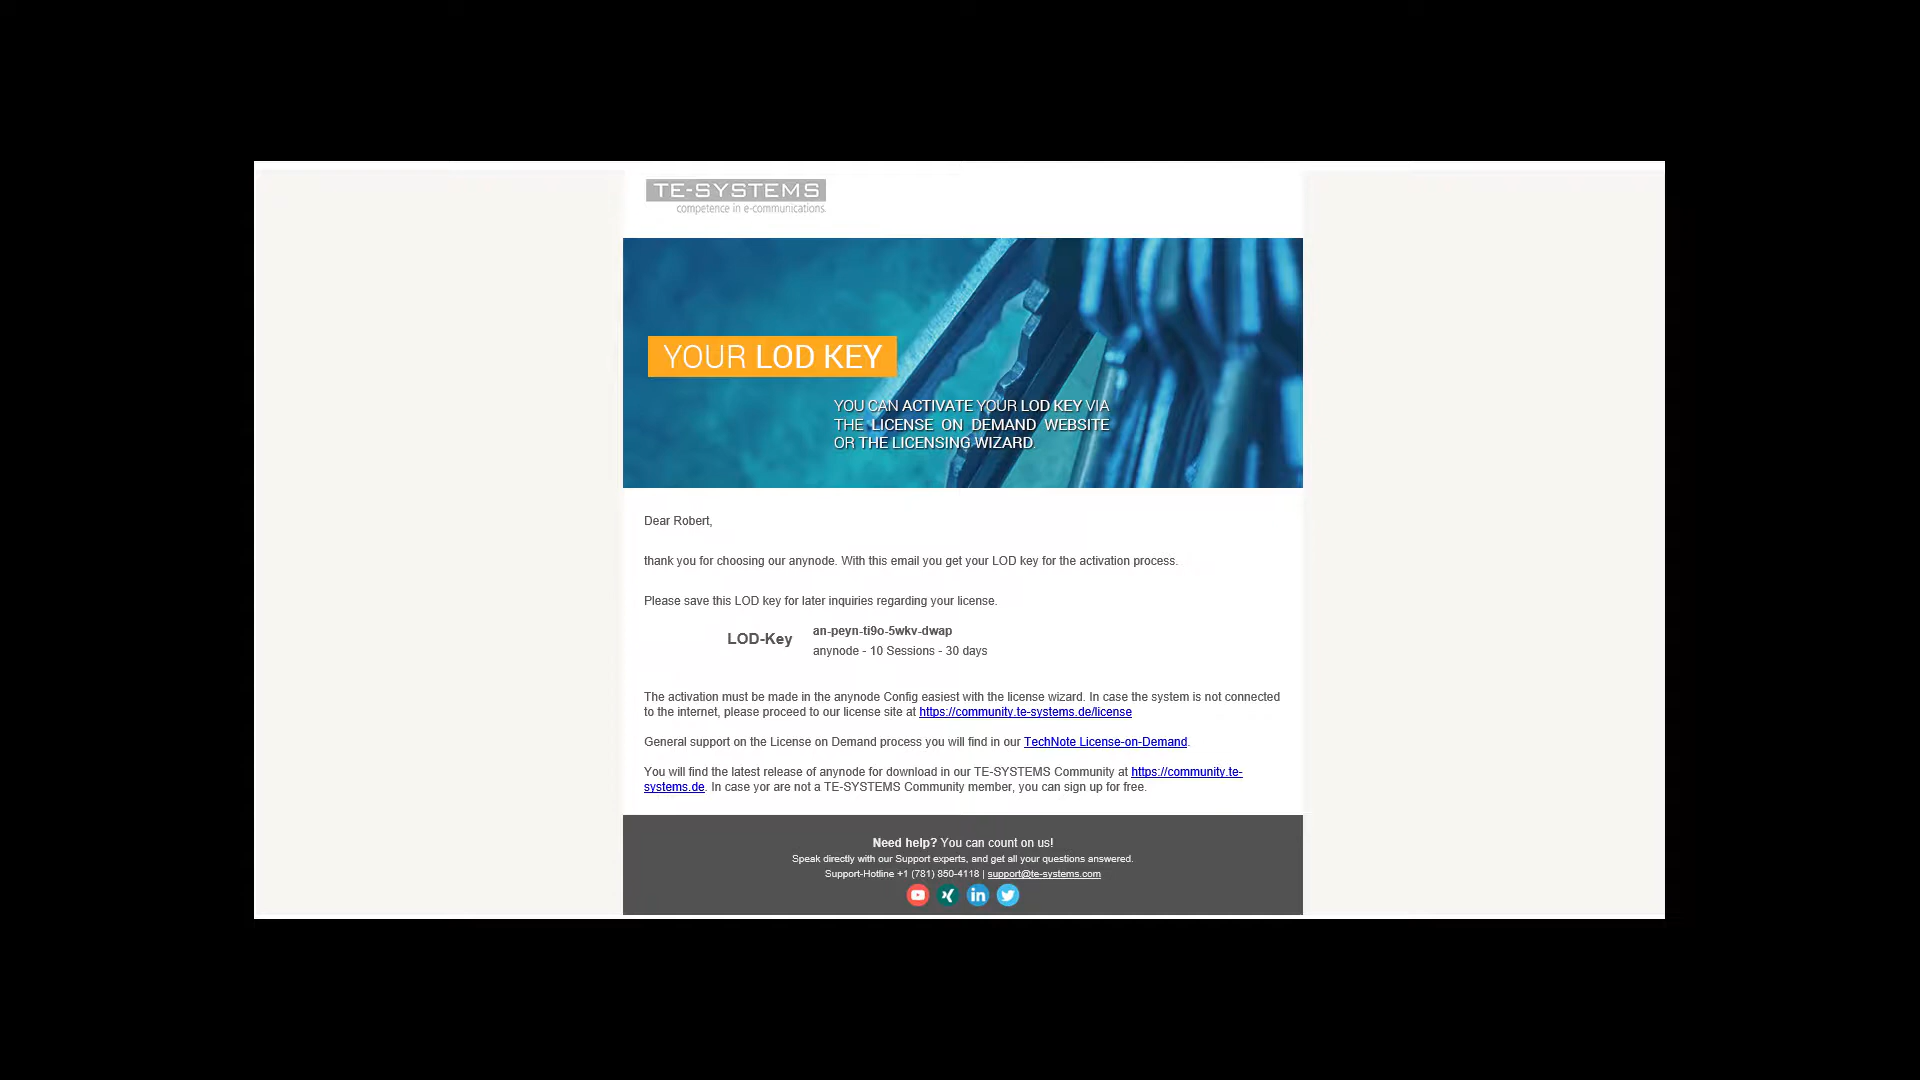 TE-SYSTEMS
competence in e-communications.
YOUR LOD KEY
YOU CAN ACTIVATE YOUR LOD KEY VIA
THE LICENSE ON DEMAND WEBSITE
OR THE LICENSING WIZARD.
Dear Robert,
thank you for choosing our anynode. With this email you get your LOD key for the activation process.
Please save this LOD key for later inquiries regarding your license.
LOD-Key
an-peyn-ti9o-5wkv-dwap
anynode - 10 Sessions - 30 days
The activation must be made in the anynode Config easiest with the license wizard. In case the system is not connected
to the internet, please proceed to our license site at https://community.te-systems.de/license
General support on the License on Demand process you will find in our TechNote License-on-Demand.
You will find the latest release of anynode for download in our TE-SYSTEMS Community at https://community.te-
systems.de. In case yor are not a TE-SYSTEMS Community member, you can sign up for free.
Need help? You can count on us!
Speak directly with our Support experts, and get all your questions answered.
Support-Hotline +1 (781) 850-4118 | support@te-systems.com